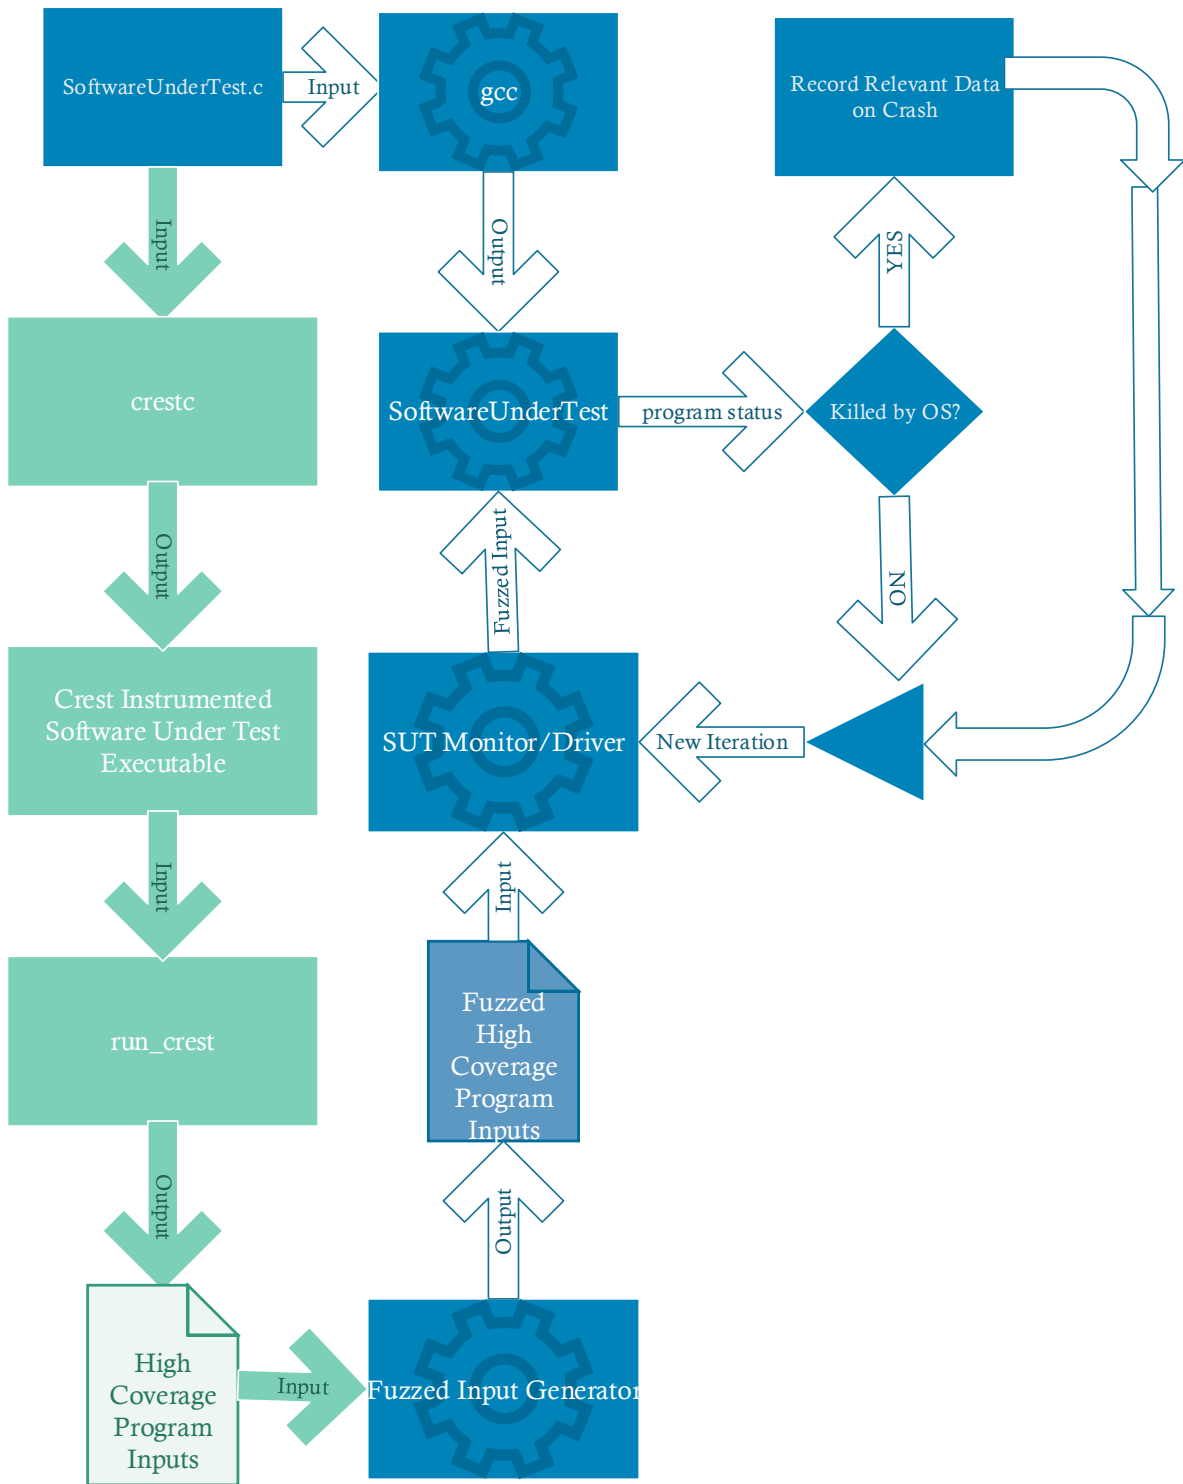 SoftwareUnderTest.c
Input
gcc
Record Relevant Data
on Crash
Input
Output
YES
crestc
SoftwareUnderTest
program status
Killed by OS?
Output
Fuzzed Input
NO
Crest Instrumented
Software Under Test
Executable
SUT Monitor/Driver
New Iteration
Input
Input
run_crest
Fuzzed
High
Coverage
Program
Inputs
Output
Output
High
Coverage
Program
Inputs
Input
Fuzzed Input Generator